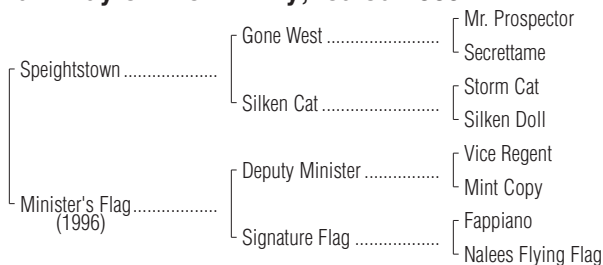 Mr. Prospector
Gone West
Secrettame
Speightstown
Storm Cat
Silken Cat
Silken Doll
Vice Regent
Deputy Minister
Mint Copy
Minister's Flag
(1996)
Fappiano
Signature Flag
Nalees Flying Flag